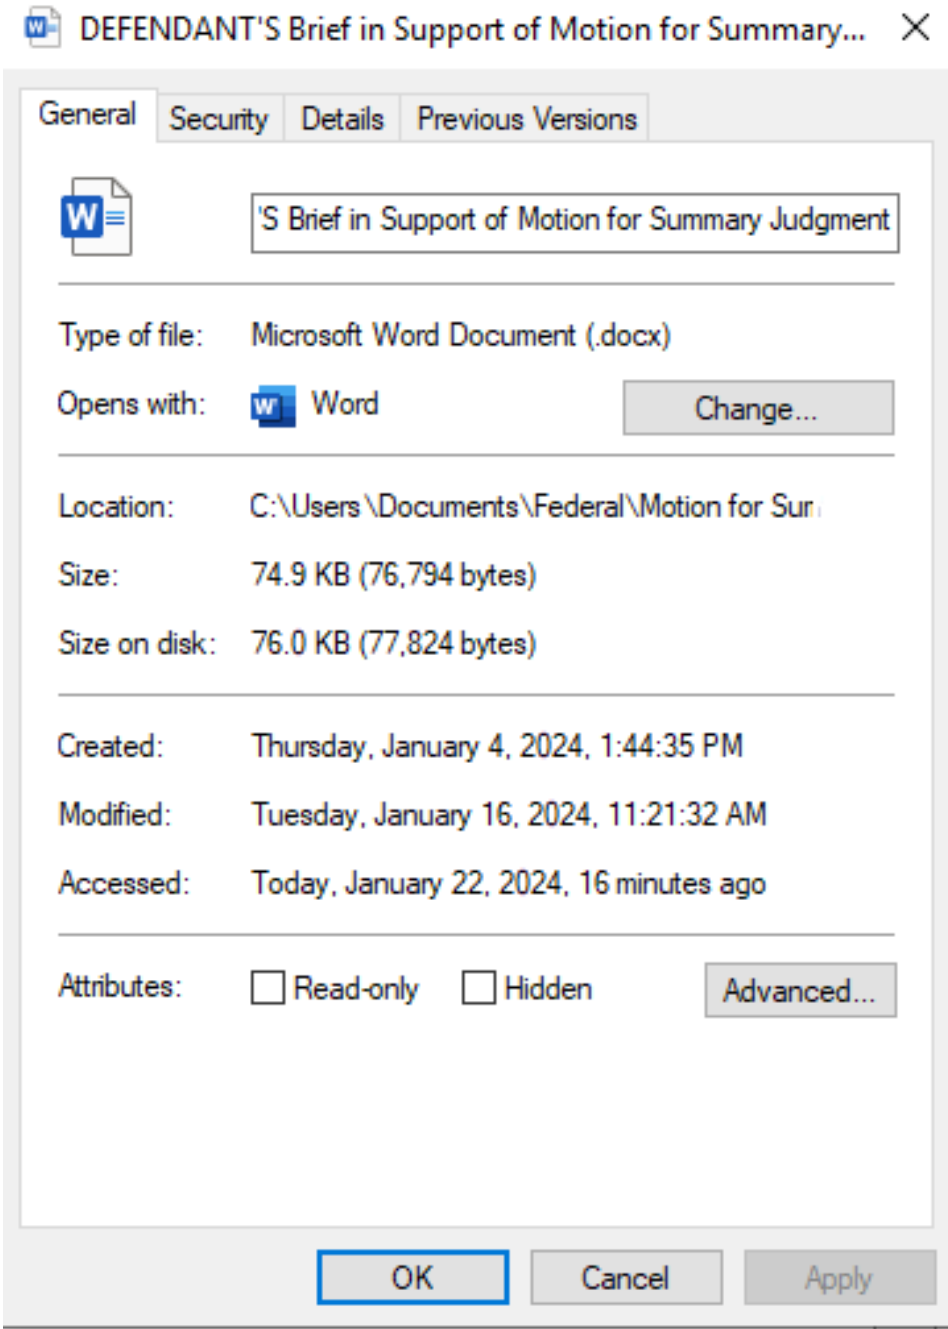 DEFENDANT'S Brief in Support of Motion for Summary...
General Security Details Previous Versions
'S Brief in Support of Motion for Summary Judgment
Type of file: Microsoft Word Document (.docx)
Opens with: Word Change...
Location: C:\Users\Documents\Federal\Motion for Sum
Size: 74.9 KB (76,794 bytes)
Size on disk: 76.0 KB (77,824 bytes)
Created: Thursday, January 4, 2024, 1:44:35 PM
Modified: Tuesday, January 16, 2024, 11:21:32 AM
Accessed: Today, January 22, 2024, 16 minutes ago
Attributes: Read-only Hidden Advanced...
OK Cancel Apply